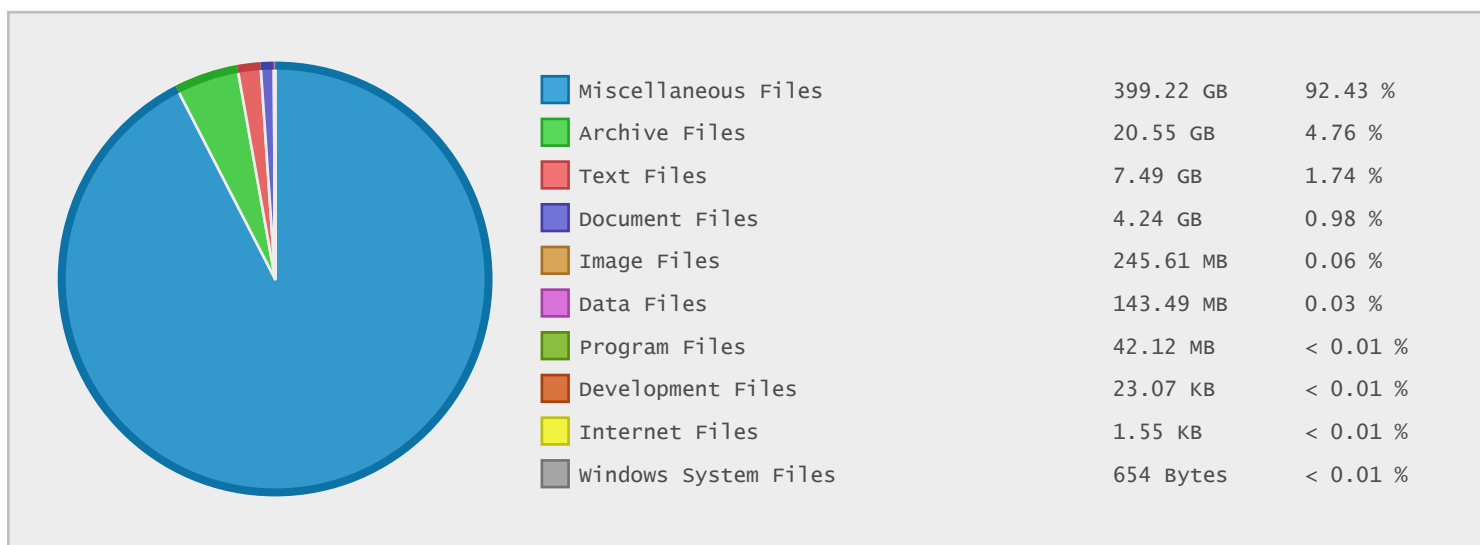 Miscellaneous Files 399.22 GB 92.43 %
Archive Files 20.55 GB 4.76 %
Text Files 7.49 GB 1.74 %
Document Files 4.24 GB 0.98 %
Image Files 245.61 MB 0.06 %
Data Files 143.49 MB 0.03 %
Program Files 42.12 MB < 0.01 %
Development Files 23.07 KB < 0.01 %
Internet Files 1.55 KB < 0.01 %
Windows System Files 654 Bytes < 0.01 %